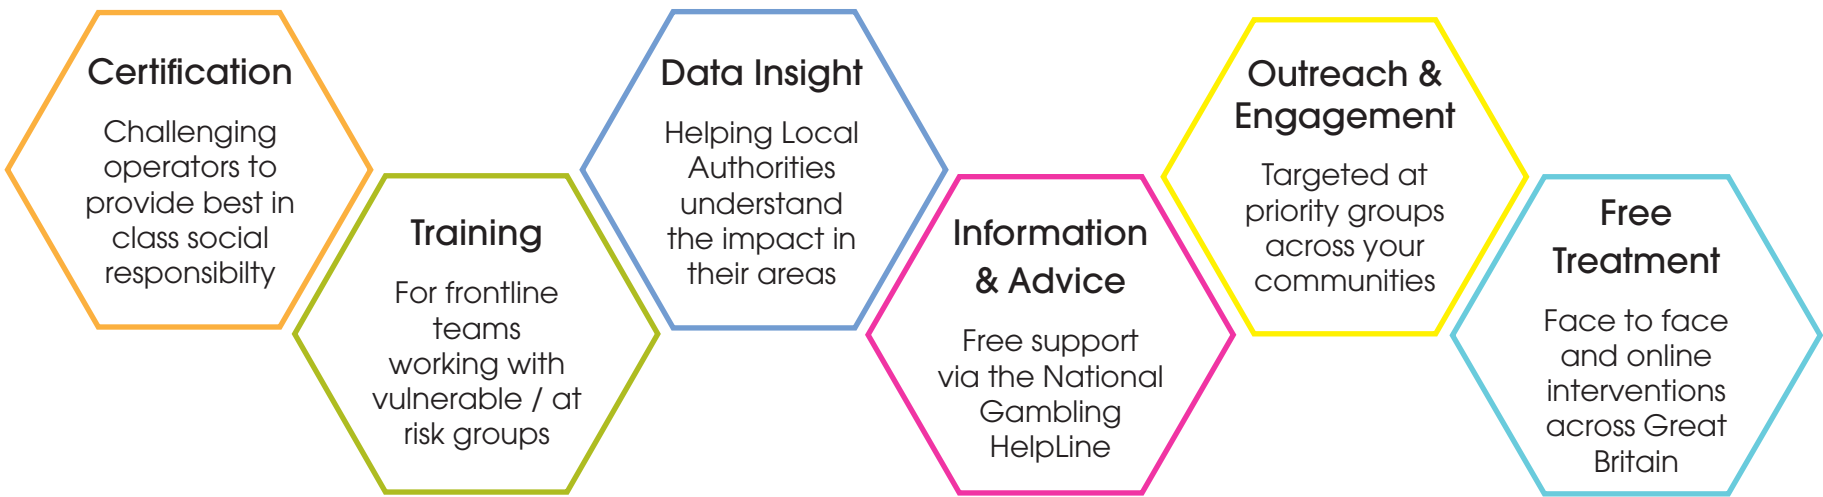 Certification
Challenging
operators to
provide best in
class social
responsibilty
Training
For frontline
teams
working with
vulnerable / at
risk groups
Data Insight
Helping Local
Authorities
understand
the impact in
their areas
Information
& Advice
Free support
via the National
Gambling
HelpLine
Outreach &
Engagement
Targeted at
priority groups
across your
communities
Free
Treatment
Face to face
and online
interventions
across Great
Britain